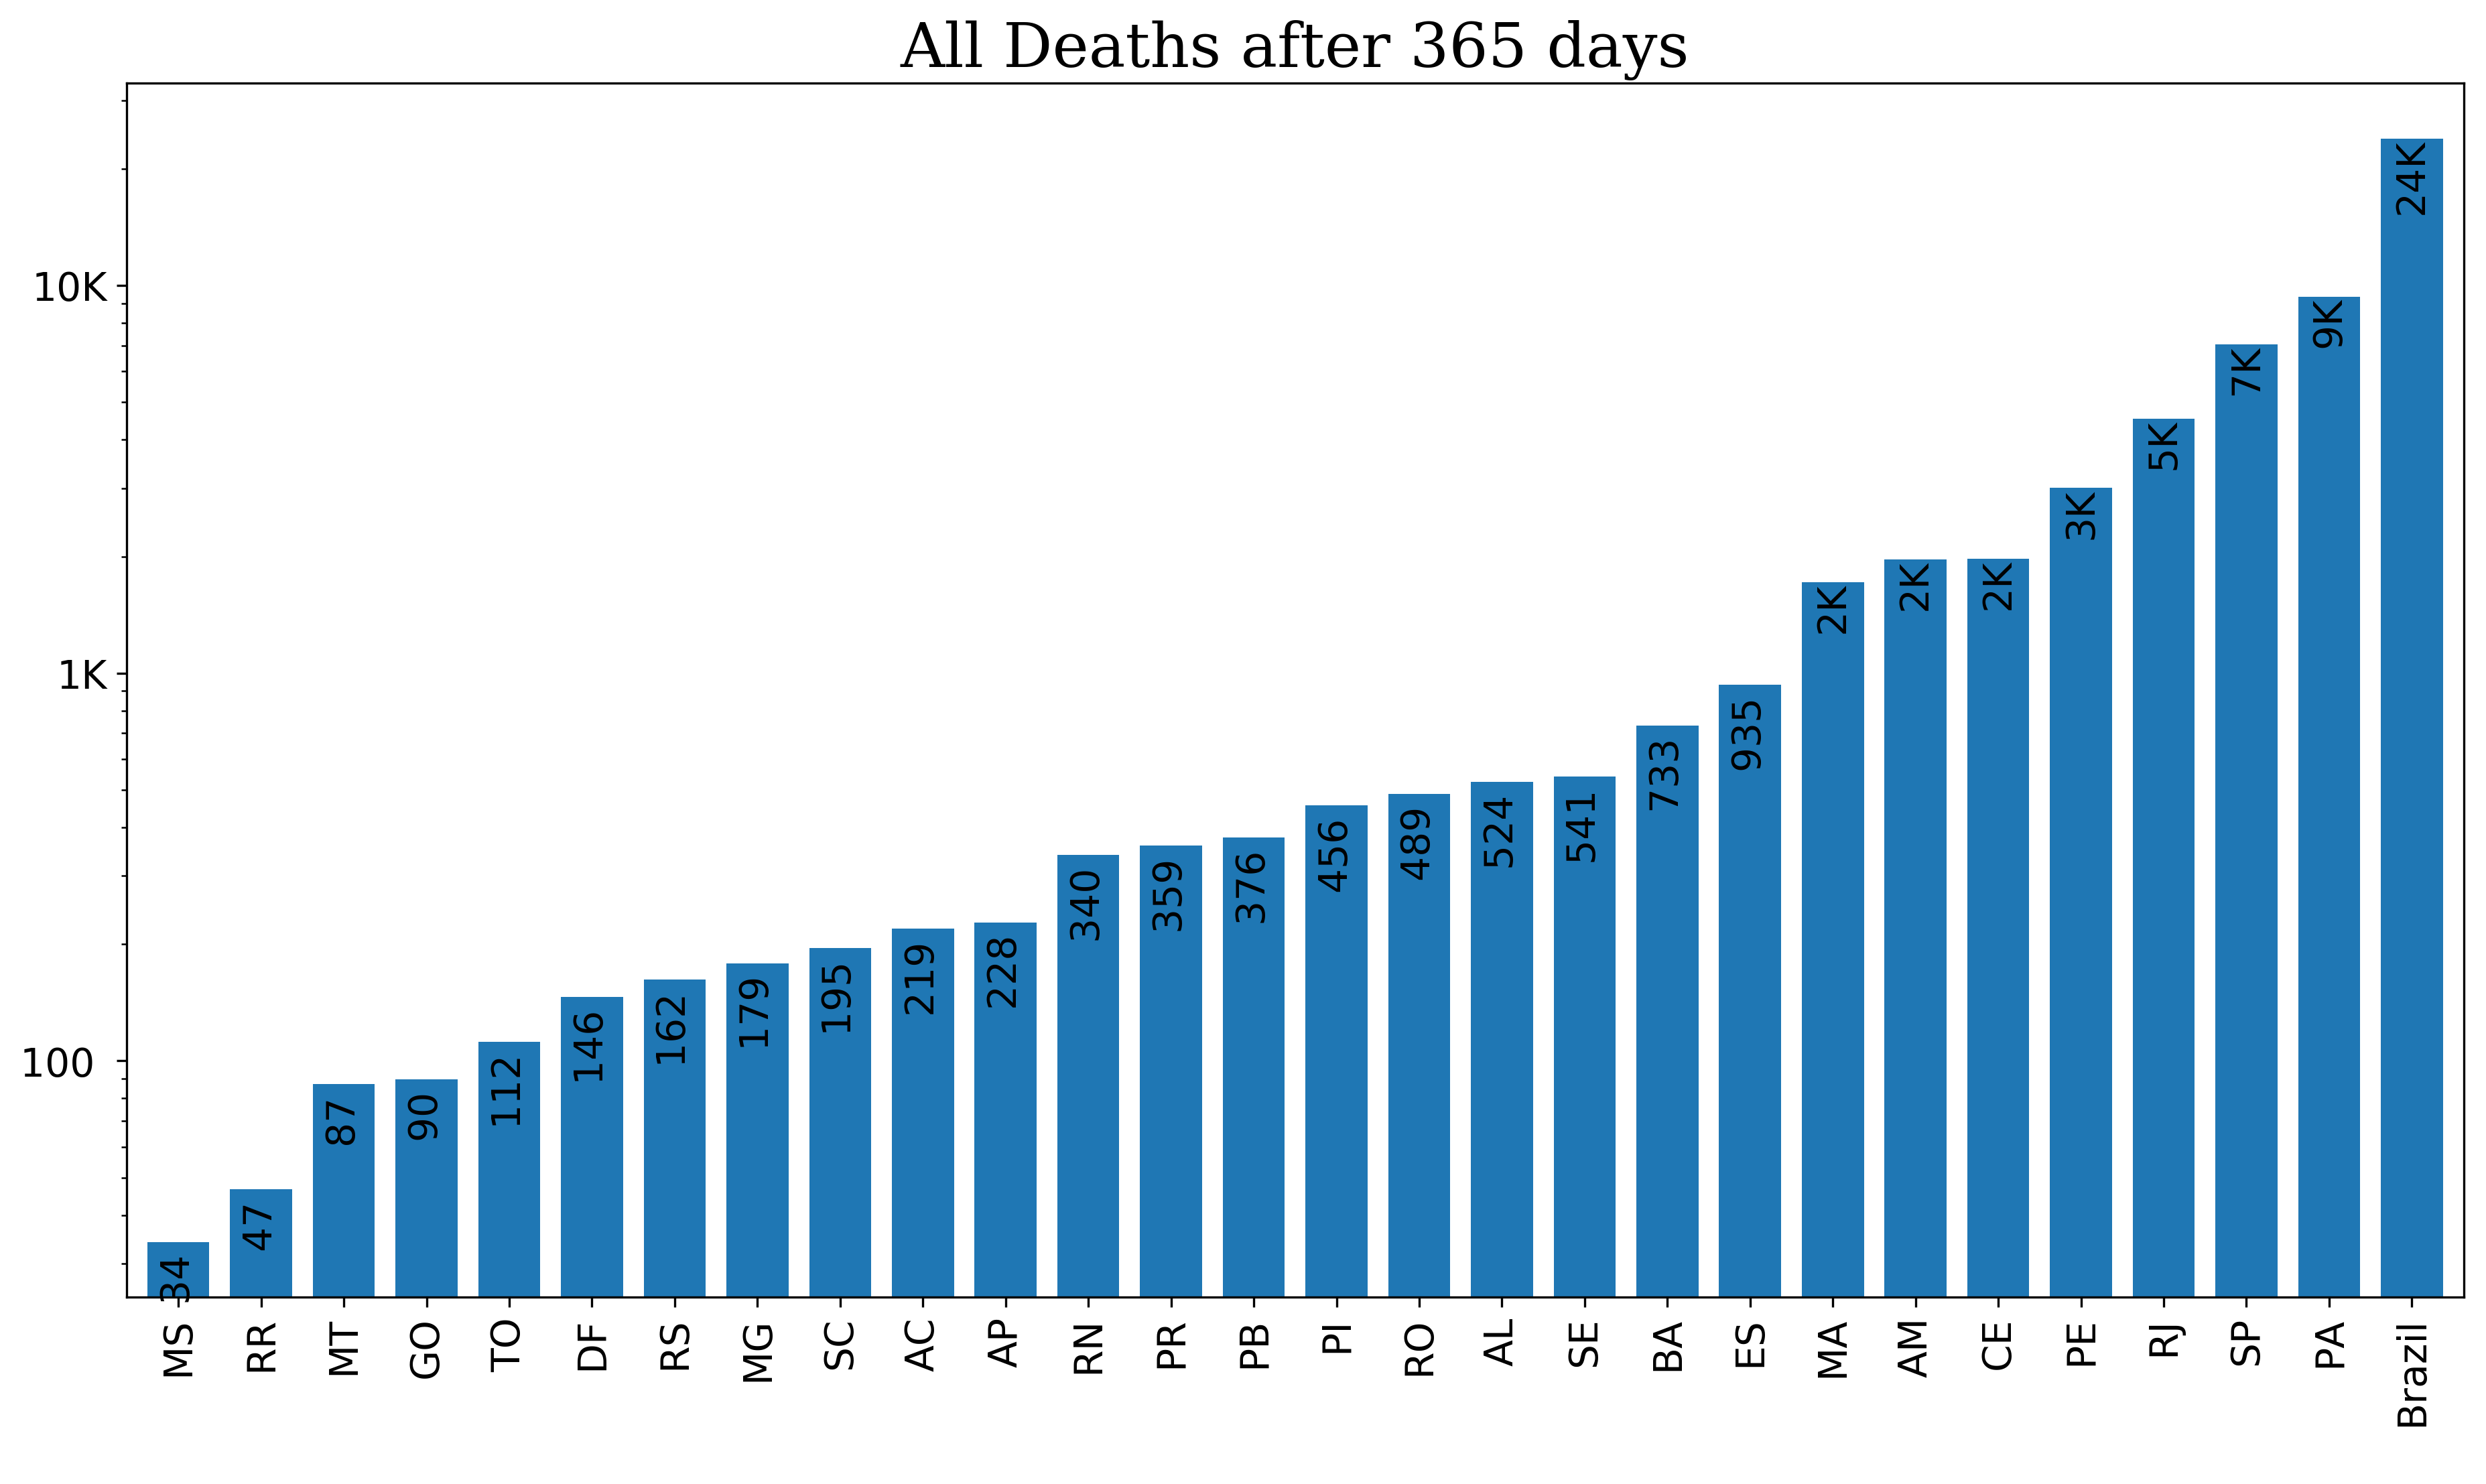 All Deaths after 365 days
10K
1K
100
34
47
87
90
112
146
162
179
195
219
228
340
359
376
456
489
524
541
733
935
2K
2K
2K
3K
5K
7K
9K
24K
MS
RR
MT
GO
TO
DF
RS
MG
SC
AC
AP
RN
PR
PB
PI
RO
AL
SE
BA
ES
MA
AM
CE
PE
RJ
SP
PA
Brazil